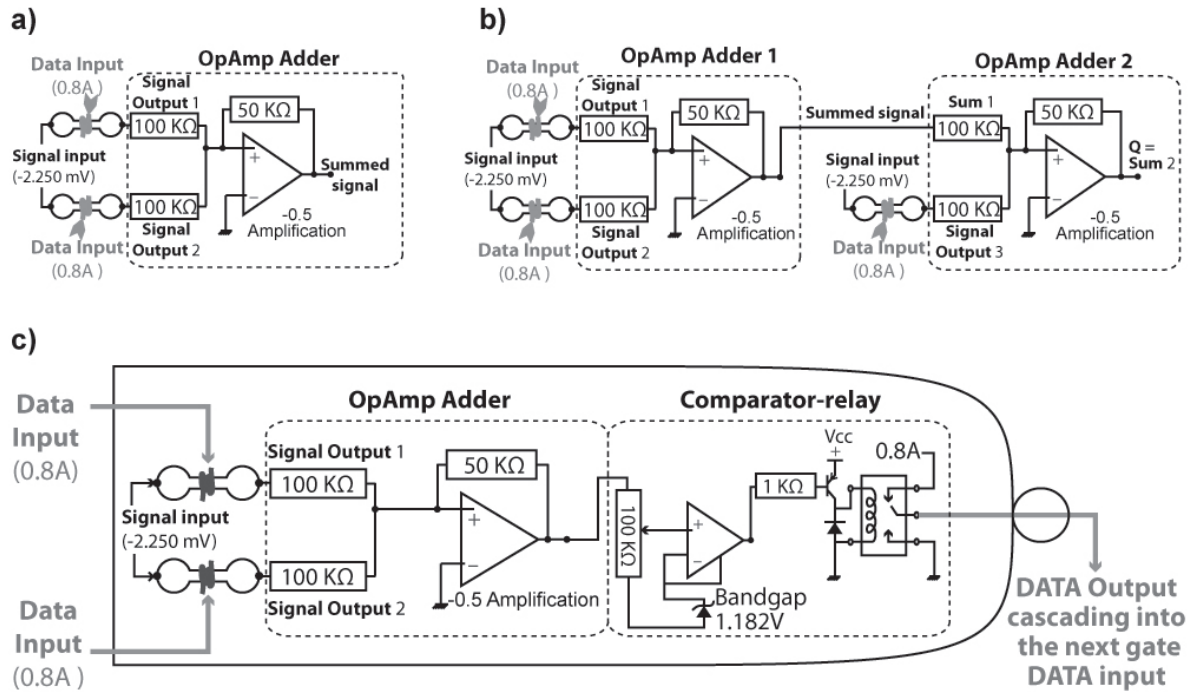 a)
OpAmp Adder
Data Input
(0.8A )
Signal
Output 1
50 KΩ
100 KΩ
+
Signal input
(-2.250 mV)
Summed
signal
−
100 KΩ
-0.5
Amplification
Signal
Output 2
Data Input
(0.8A )
b)
OpAmp Adder 1
Data Input
(0.8A )
Signal
Output 1
50 KΩ
100 KΩ
+
Signal input
(-2.250 mV)
−
100 KΩ
-0.5
Amplification
Signal
Output 2
Data Input
(0.8A )
Summed signal
OpAmp Adder 2
Sum 1
50 KΩ
100 KΩ
+
Q =
Sum 2
Signal input
(-2.250 mV)
−
100 KΩ
-0.5
Amplification
Signal
Output 3
Data Input
(0.8A )
c)
Data
Input
(0.8A)
OpAmp Adder
Signal Output 1
50 KΩ
100 KΩ
+
Signal input
(-2.250 mV)
−
100 KΩ
-0.5 Amplification
Signal Output 2
Data
Input
(0.8A )
Comparator-relay
Vcc
+
0.8A
1 KΩ
100 KΩ
+
−
Bandgap
1.182V
DATA Output
cascading into
the next gate
DATA input